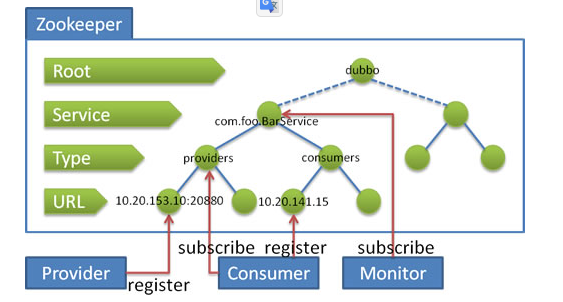 Zookeeper
Root
dubbo
Service
com.foo.BarService
Type
providers
consumers
URL
10.20.153.10:20880
10.20.141.15
subscribe
register
subscribe
Provider
register
Consumer
Monitor